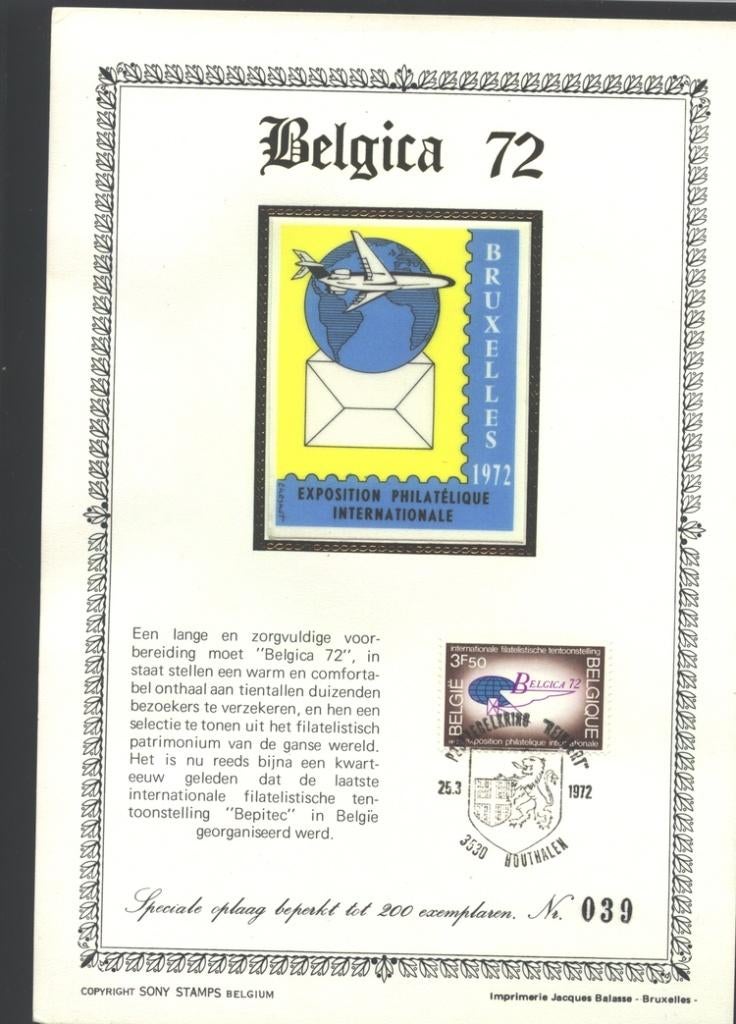 Belgica 72
BRUXELLES
1972
EXPOSITION PHILATÉLIQUE
INTERNATIONALE
Een lange en zorgvuldige voor-
bereiding moet "Belgica 72", in
staat stellen een warm en comforta-
bel onthaal aan tientallen duizenden
bezoekers te verzekeren, en hen een
selectie te tonen uit het filatelistisch
patrimonium van de ganse wereld.
Het is nu reeds bijna een kwart-
eeuw geleden dat de laatste
internationale filatelistische ten-
toonstelling "Bepitec" in Belgïe
georganiseerd werd.
internationale filatelistische tentoonstelling
3F50
BELGIË
BELGICA 72
BELGIQUE
exposition philatelique internationale
25.3
1972
3530 HOUTHALEN
Speciale oplaag beperkt tot 200 exemplaren. Nr. 039
COPYRIGHT SONY STAMPS BELGIUM
Imprimerie Jacques Balasse - Bruxelles -